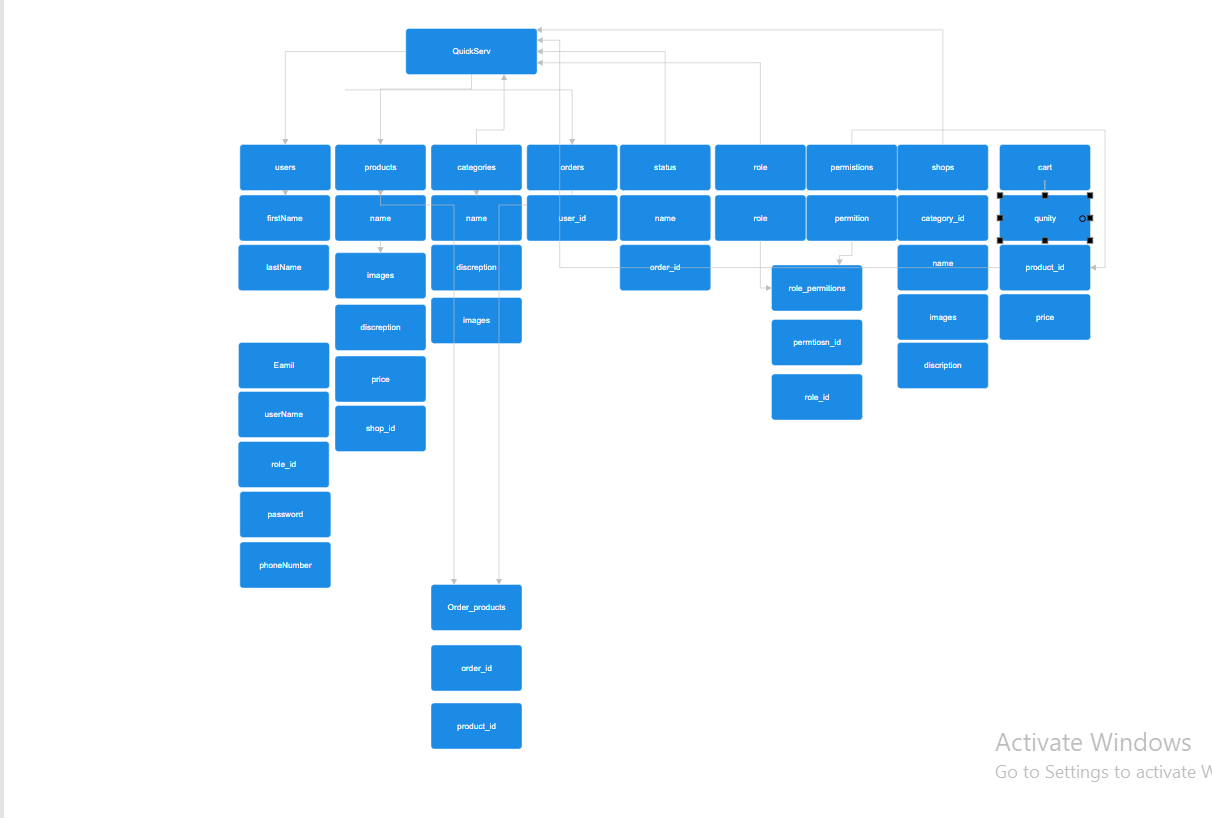 QuickServ
users
products
categories
orders
status
role
permistions
shops
cart
firstName
name
name
user_id
name
role
permition
category_id
qunity
lastName
images
discreption
order_id
role_permitions
name
product_id
discreption
images
permtiosn_id
images
price
Eamil
price
role_id
discription
userName
shop_id
role_id
password
phoneNumber
Order_products
order_id
product_id
Activate Windows
Go to Settings to activate W